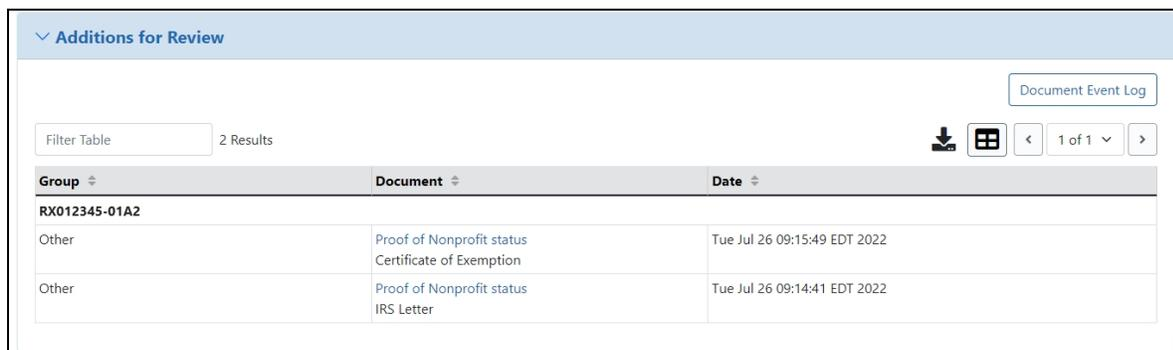 Additions for Review
Document Event Log
Filter Table
2 Results
1 of 1
Group
Document
Date
RX012345-01A2
Other
Proof of Nonprofit status
Tue Jul 26 09:15:49 EDT 2022
Certificate of Exemption
Other
Proof of Nonprofit status
Tue Jul 26 09:14:41 EDT 2022
IRS Letter